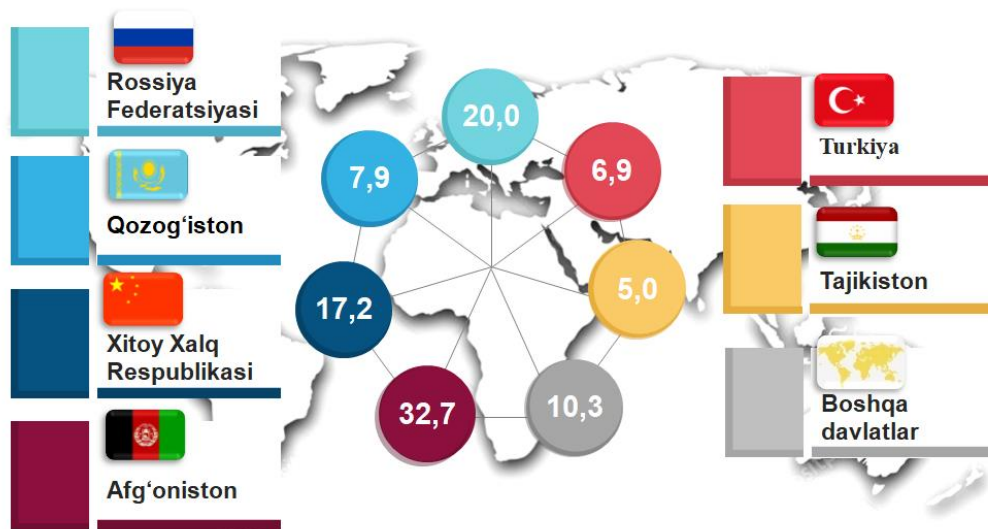 Rossiya
Federatsiyasi
Qozog‘iston
Xitoy Xalq
Respublikasi
Afg‘oniston
20,0
7,9
6,9
17,2
5,0
32,7
10,3
Turkiya
Tajikiston
Boshqa
davlatlar